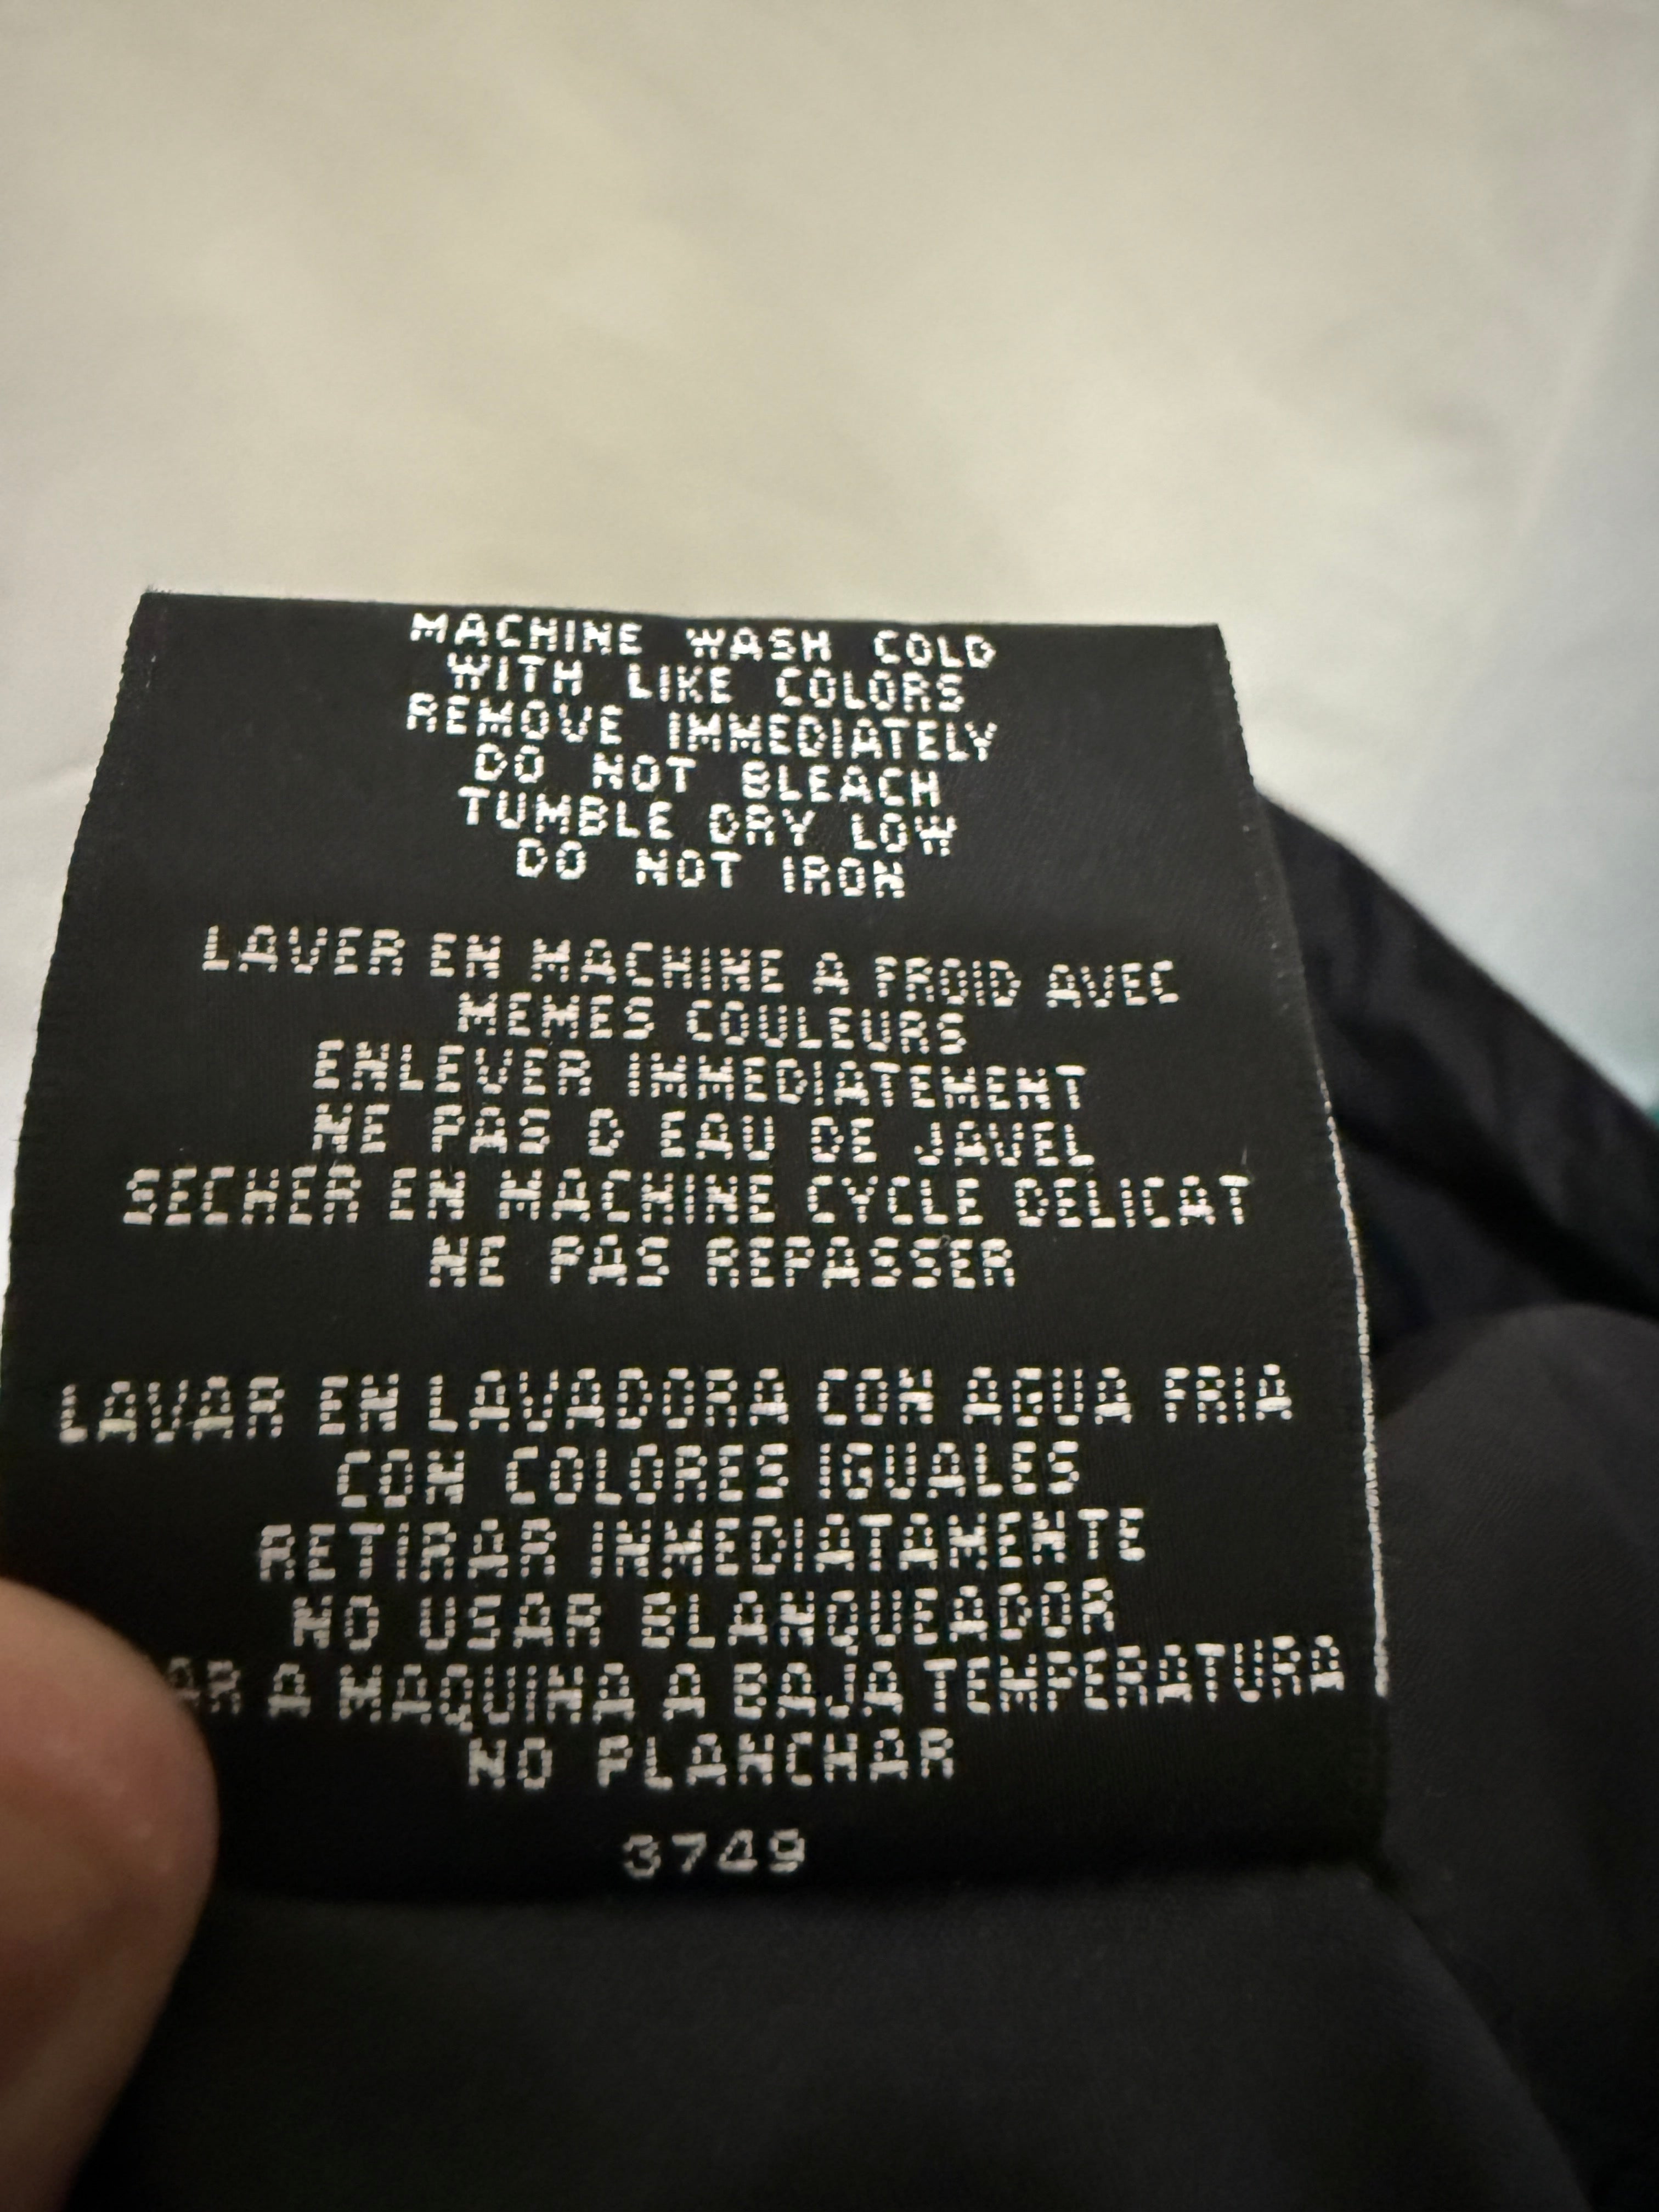 MACHINE WASH COLD
WITH LIKE COLORS
REMOVE IMMEDIATELY
DO NOT BLEACH
TUMBLE DRY LOW
DO NOT IRON
LAVER EN MACHINE A FROID AVEC
MEMES COULEURS
ENLEVER IMMEDIATEMENT
NE PAS D EAU DE JAVEL
SECHER EN MACHINE CYCLE DELICAT
NE PAS REPASSER
LAVAR EN LAVADORA CON AGUA FRIA
CON COLORES IGUALES
RETIRAR INMEDIATAMENTE
NO USAR BLANQUEADOR
A MAQUINA A BAJA TEMPERATURA
NO PLANCHAR
3749